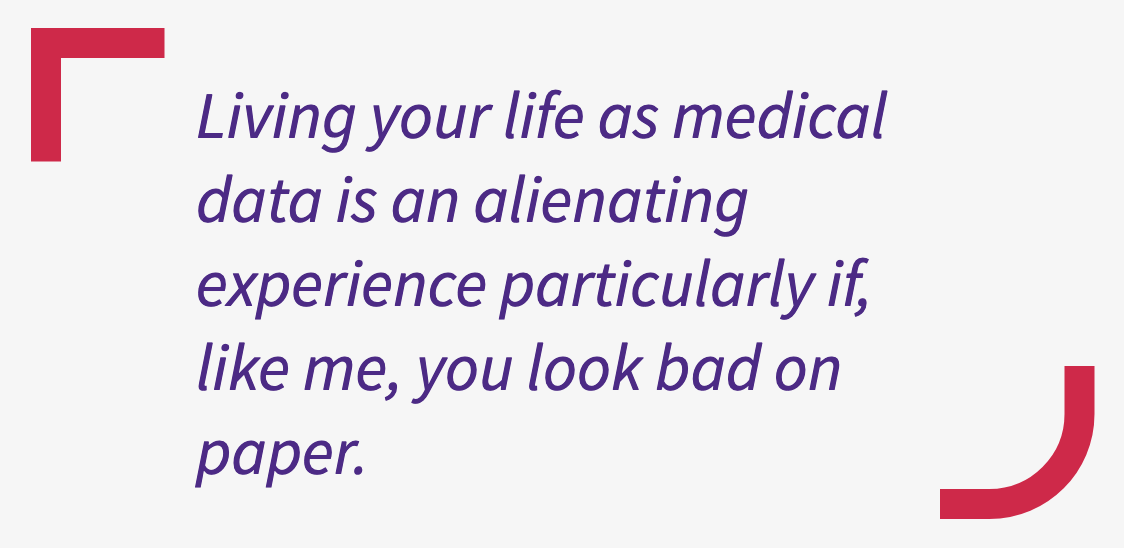 Living your life as medical
data is an alienating
experience particularly if,
like me, you look bad on
paper.